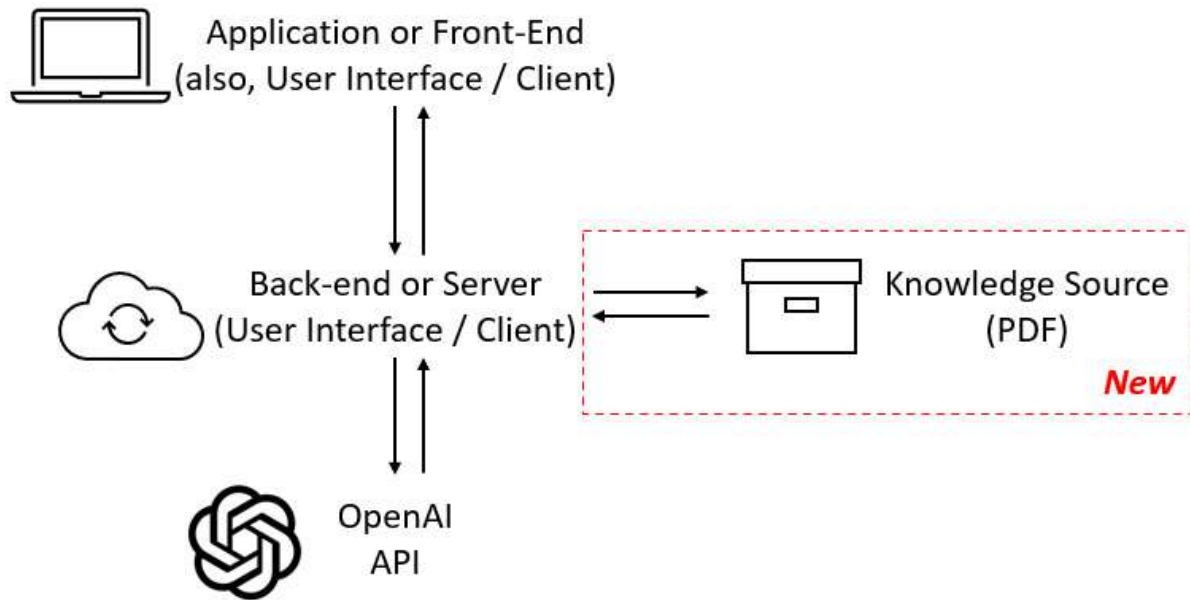 Application or Front-End
(also, User Interface / Client)
Back-end or Server
(User Interface / Client)
Knowledge Source
(PDF)
New
OpenAI
API